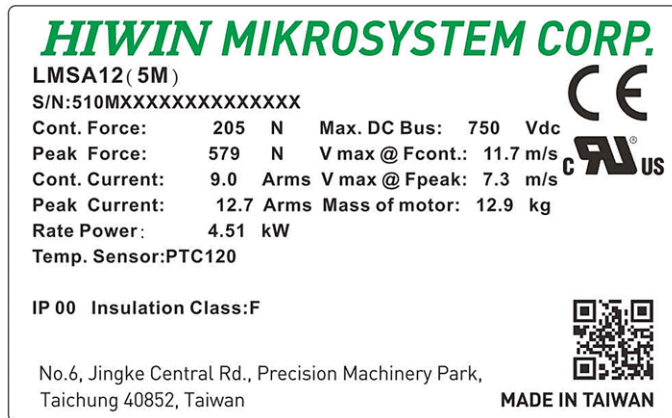 HIWIN MIKROSYSTEM CORP.
LMSA12(5M)
S/N:510MXXXXXXXXXXXXXX
Cont. Force: 205 N Max. DC Bus: 750 Vdc
Peak Force: 579 N V max @ Fcont.: 11.7 m/s
Cont. Current: 9.0 Arms V max @ Fpeak: 7.3 m/s
Peak Current: 12.7 Arms Mass of motor: 12.9 kg
Rate Power: 4.51 kW
Temp. Sensor:PTC120
CE
c RU® US
IP 00 Insulation Class:F
No.6, Jingke Central Rd., Precision Machinery Park,
Taichung 40852, Taiwan
MADE IN TAIWAN